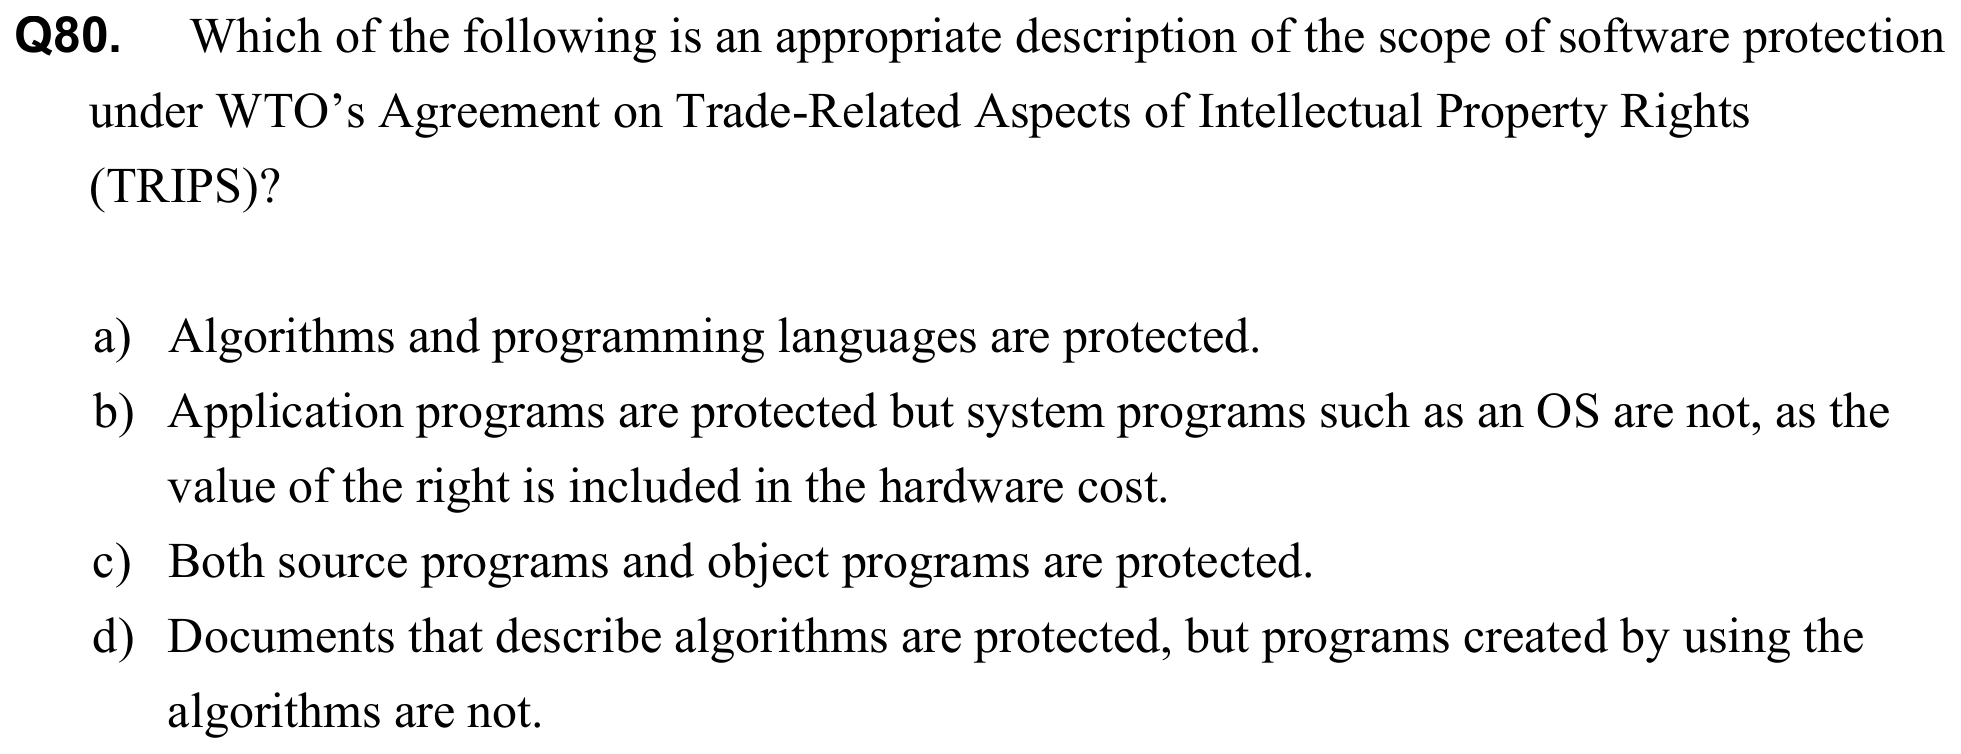 Q80. Which of the following is an appropriate description of the scope of software protection
under WTO’s Agreement on Trade-Related Aspects of Intellectual Property Rights
(TRIPS)?
a) Algorithms and programming languages are protected.
b) Application programs are protected but system programs such as an OS are not, as the
value of the right is included in the hardware cost.
c) Both source programs and object programs are protected.
d) Documents that describe algorithms are protected, but programs created by using the
algorithms are not.